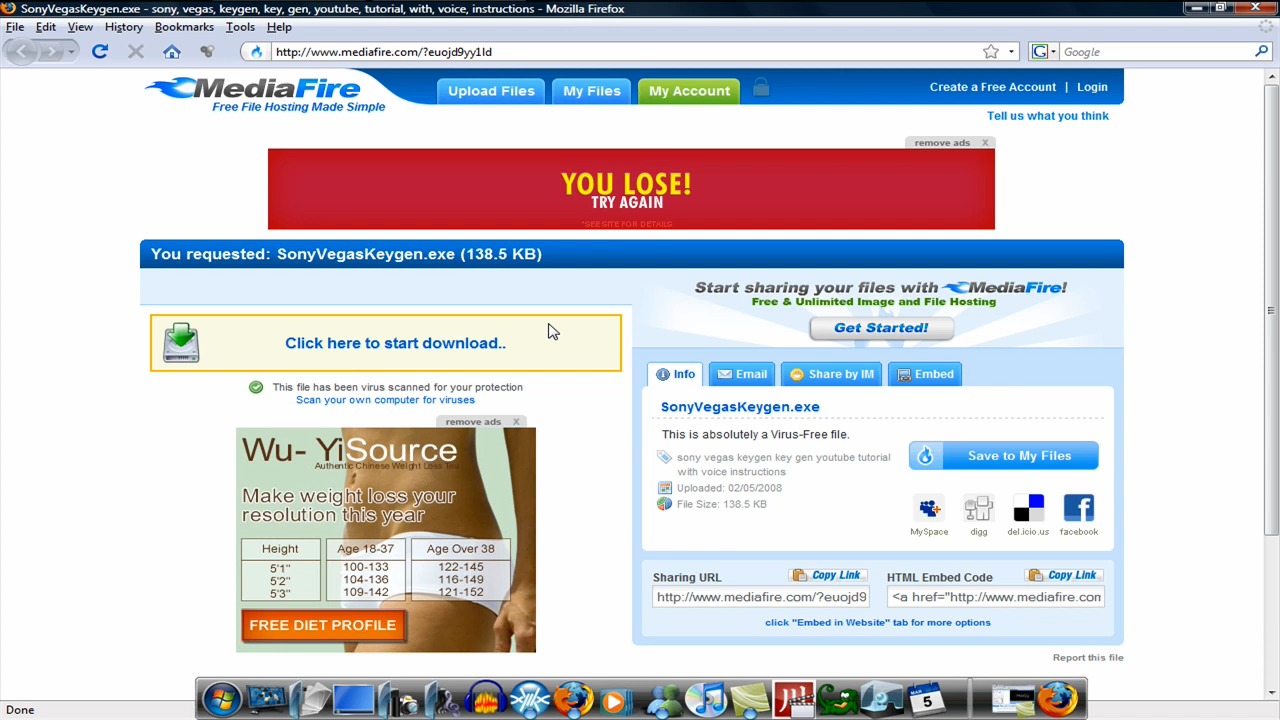 SonyVegasKeygen.exe - sony, vegas, keygen, key, gen, youtube, tutorial, with, voice, instructions - Mozilla Firefox
File Edit View History Bookmarks Tools Help
http://www.mediafire.com/?euojd9yy1ld
Google
MediaFire
Free File Hosting Made Simple
Upload Files
My Files
My Account
Create a Free Account | Login
Tell us what you think
remove ads X
YOU LOSE!
TRY AGAIN
*SEE SITE FOR DETAILS
You requested: SonyVegasKeygen.exe (138.5 KB)
Start sharing your files with MediaFire!
Free & Unlimited Image and File Hosting
Get Started!
Click here to start download..
This file has been virus scanned for your protection
Scan your own computer for viruses
Info
Email
Share by IM
Embed
SonyVegasKeygen.exe
This is absolutely a Virus-Free file.
sony vegas keygen key gen youtube tutorial
with voice instructions
Uploaded: 02/05/2008
File Size: 138.5 KB
Save to My Files
MySpace
digg
del.icio.us
facebook
remove ads X
Wu- YiSource
Authentic Chinese Weight Loss Tea
Make weight loss your
resolution this year
Height Age 18-37 Age Over 38
5'1" 100-133 122-145
5'2" 104-136 116-149
5'3" 109-142 121-152
FREE DIET PROFILE
Sharing URL
Copy Link
HTML Embed Code
Copy Link
http://www.mediafire.com/?euojd9
<a href="http://www.mediafire.com
click "Embed in Website" tab for more options
Report this file
MAR
5
Done